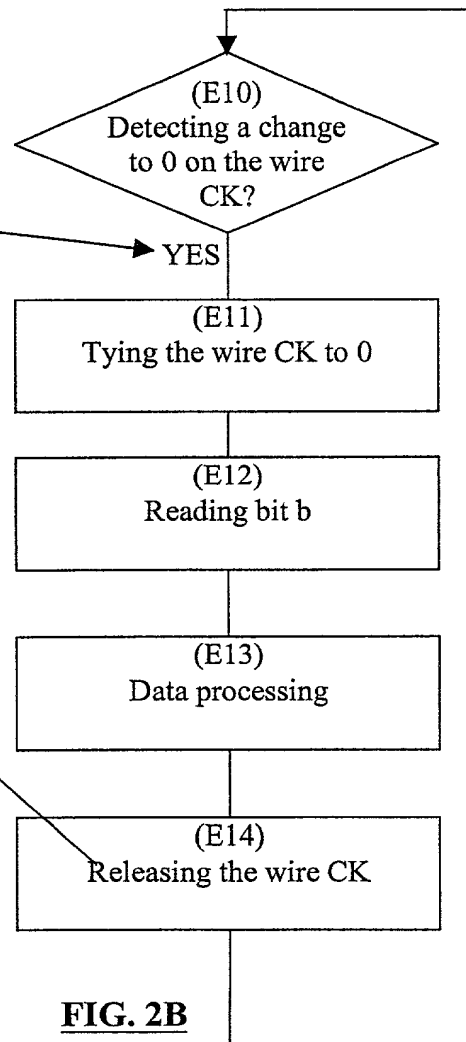 (E10)
Detecting a change
to 0 on the wire
CK?
YES
(E11)
Tying the wire CK to 0
(E12)
Reading bit b
(E13)
Data processing
(E14)
Releasing the wire CK
FIG. 2B